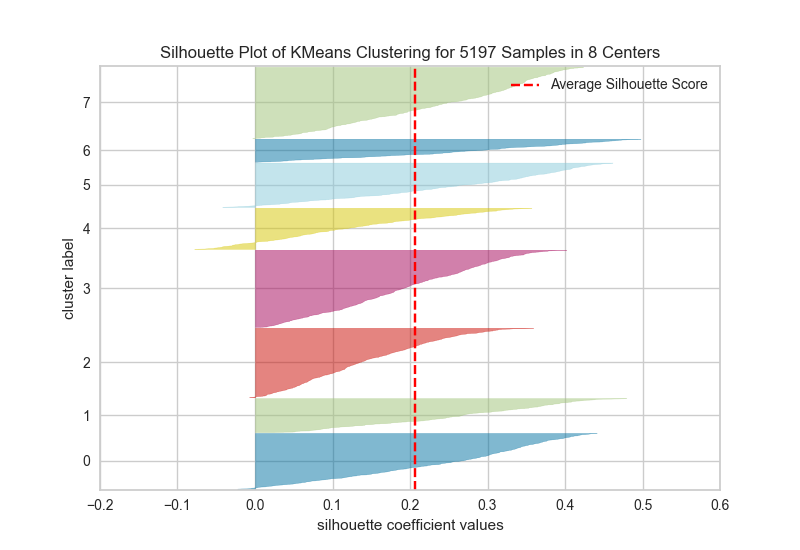 Silhouette Plot of KMeans Clustering for 5197 Samples in 8 Centers
Average Silhouette Score
7
6
5
4
3
2
1
0
cluster label
−0.2 −0.1 0.0 0.1 0.2 0.3 0.4 0.5 0.6
silhouette coefficient values